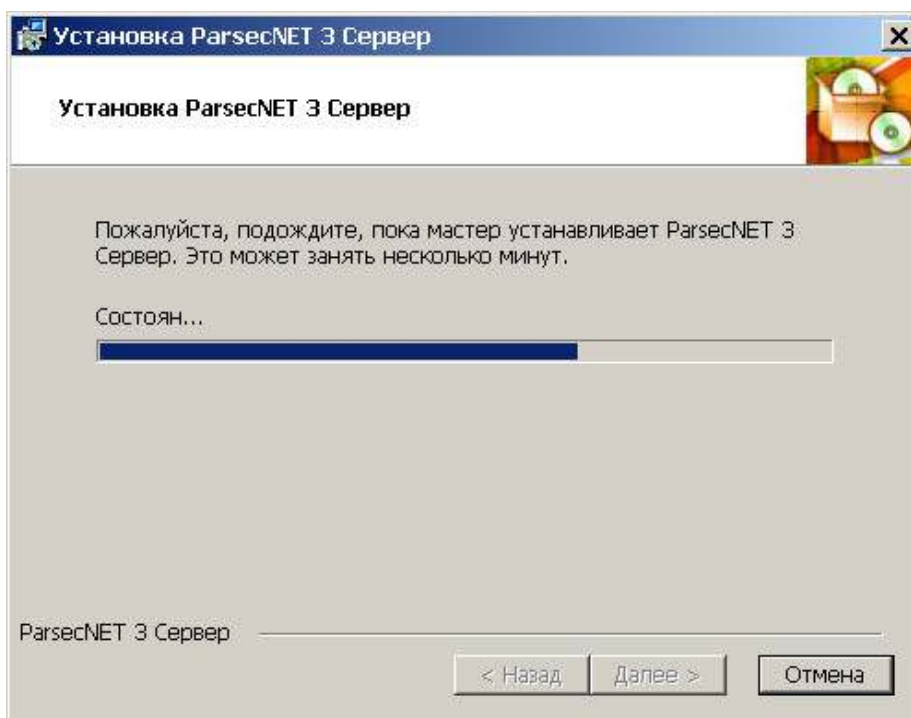 Установка ParsecNET 3 Сервер
Установка ParsecNET 3 Сервер
Пожалуйста, подождите, пока мастер устанавливает ParsecNET 3
Сервер. Это может занять несколько минут.
Состоян...
ParsecNET 3 Сервер
< Назад
Далее >
Отмена